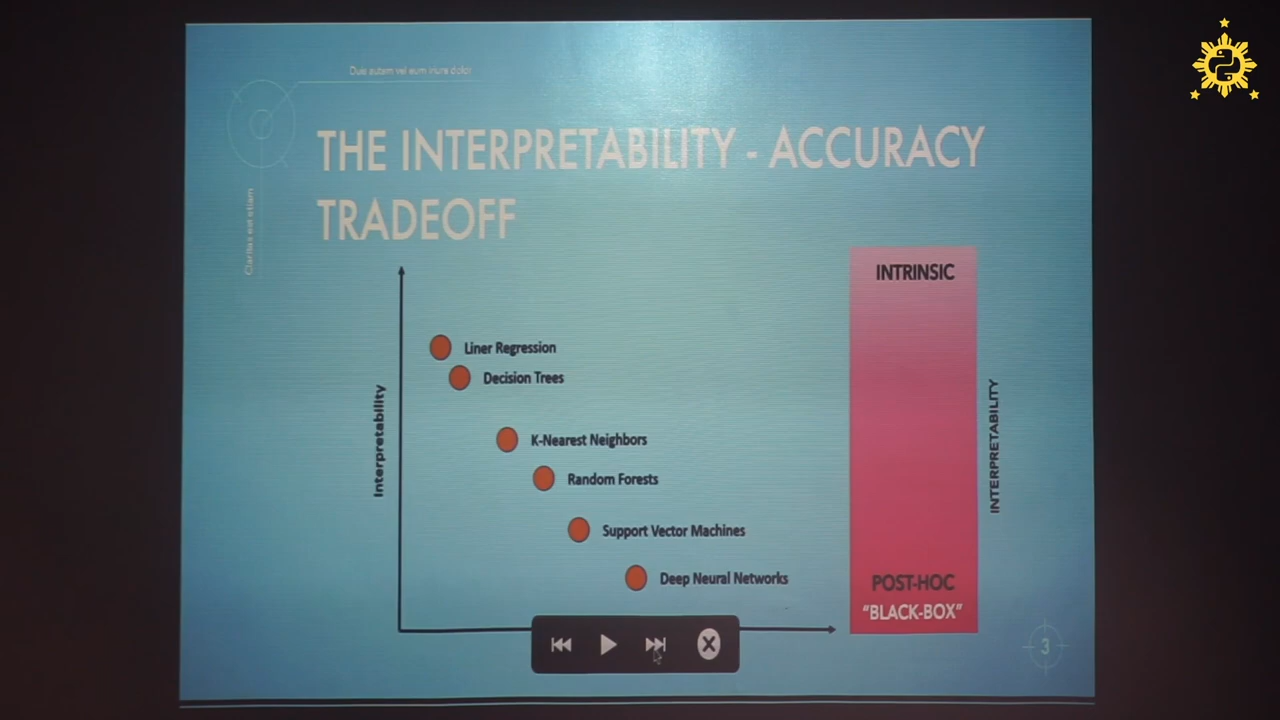 Duis autem vel eum iriure dolor
Claritas est etiam
THE INTERPRETABILITY - ACCURACY
TRADEOFF
Interpretability
Liner Regression
Decision Trees
K-Nearest Neighbors
Random Forests
Support Vector Machines
Deep Neural Networks
INTRINSIC
POST-HOC
"BLACK-BOX"
INTERPRETABILITY
3